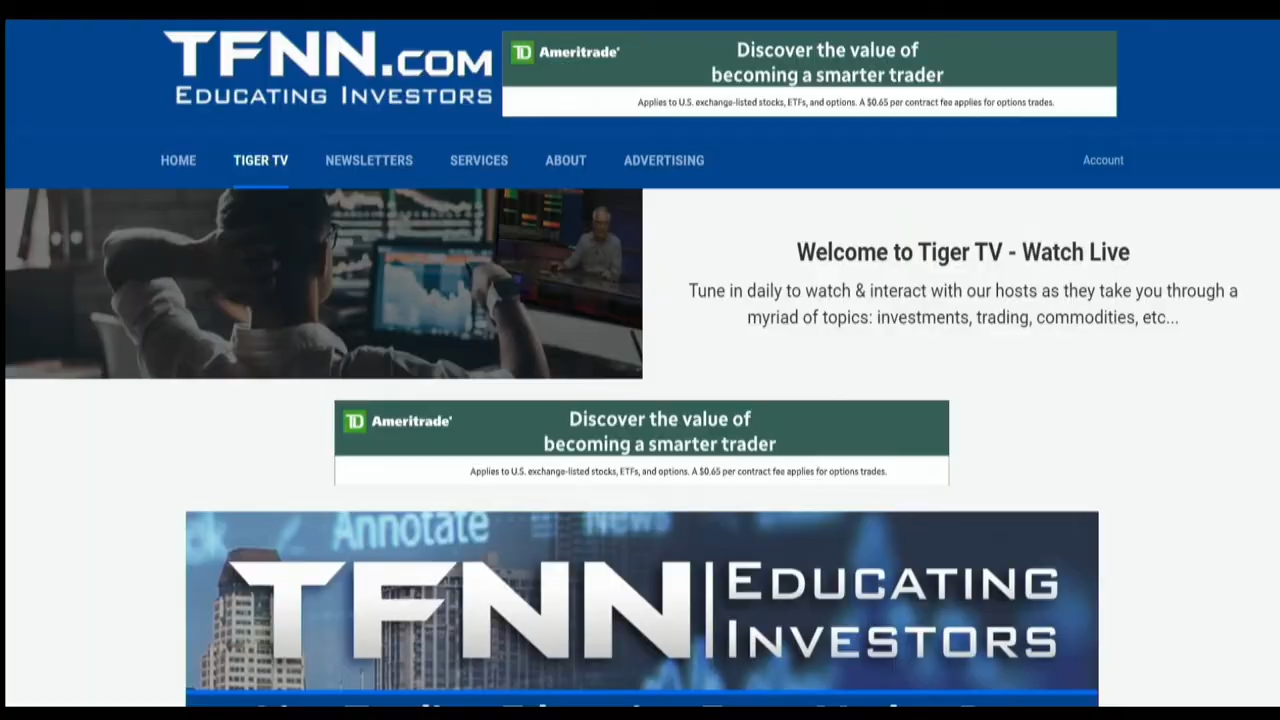 TFNN.COM
EDUCATING INVESTORS
TD Ameritrade
Discover the value of
becoming a smarter trader
Applies to U.S. exchange-listed stocks, ETFs, and options. A $0.65 per contract fee applies for options trades.
HOME TIGER TV NEWSLETTERS SERVICES ABOUT ADVERTISING Account
Welcome to Tiger TV - Watch Live
Tune in daily to watch & interact with our hosts as they take you through a
myriad of topics: investments, trading, commodities, etc...
TD Ameritrade
Discover the value of
becoming a smarter trader
Applies to U.S. exchange-listed stocks, ETFs, and options. A $0.65 per contract fee applies for options trades.
Annotate News
TFNN EDUCATING
INVESTORS